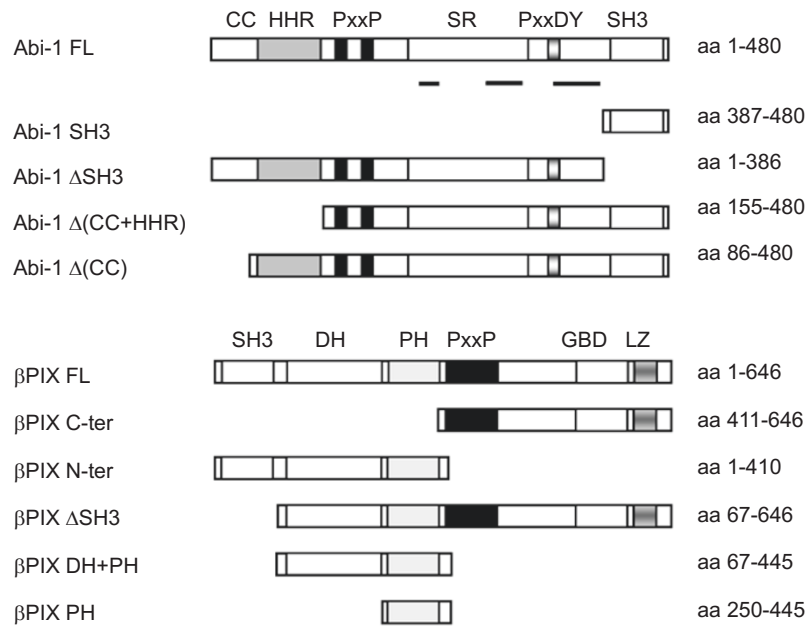 CC HHR PxxP SR PxxDY SH3
Abi-1 FL aa 1-480
Abi-1 SH3 aa 387-480
Abi-1 ΔSH3 aa 1-386
Abi-1 Δ(CC+HHR) aa 155-480
Abi-1 Δ(CC) aa 86-480
SH3 DH PH PxxP GBD LZ
βPIX FL aa 1-646
βPIX C-ter aa 411-646
βPIX N-ter aa 1-410
βPIX ΔSH3 aa 67-646
βPIX DH+PH aa 67-445
βPIX PH aa 250-445